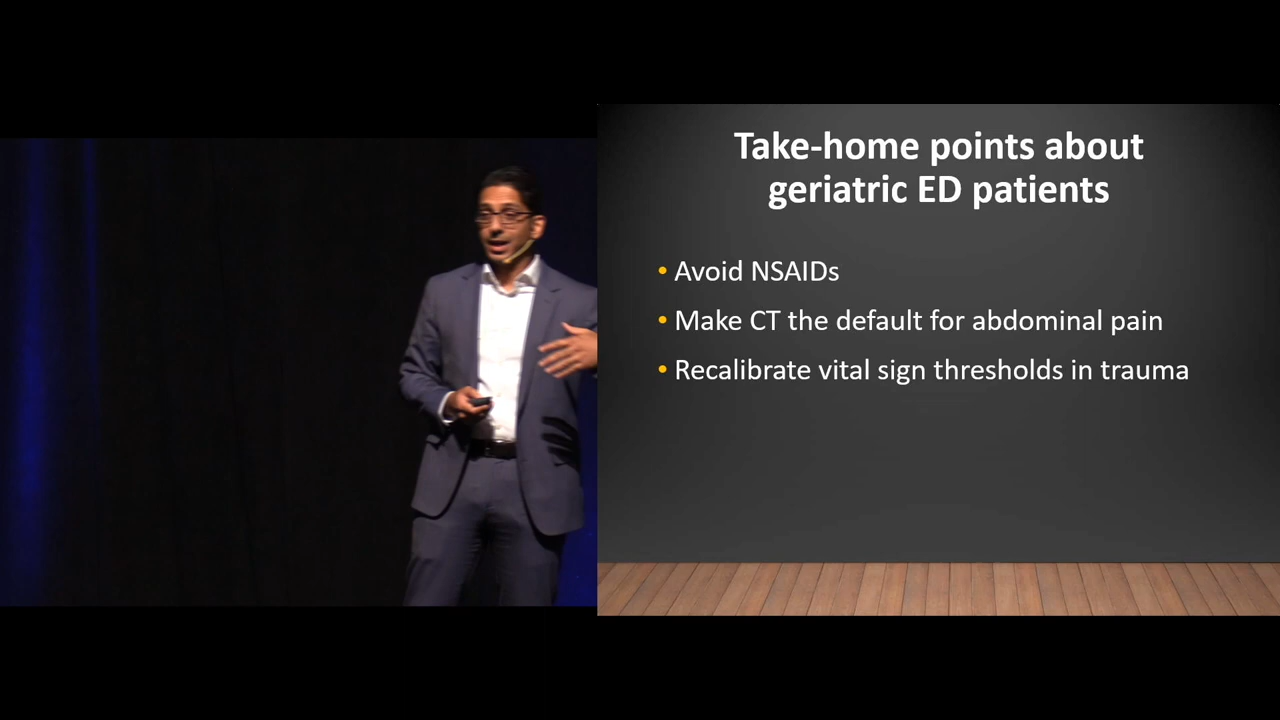 Take-home points about
geriatric ED patients
• Avoid NSAIDs
• Make CT the default for abdominal pain
• Recalibrate vital sign thresholds in trauma